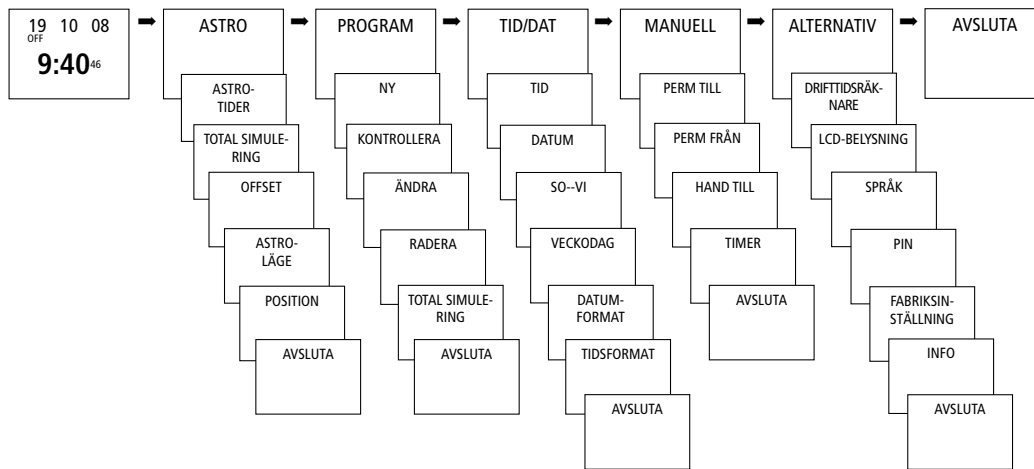 19 10 08
OFF
9:40 46
ASTRO
ASTRO-
TIDER
TOTAL SIMULE-
RING
OFFSET
ASTRO-
LÄGE
POSITION
AVSLUTA
PROGRAM
NY
KONTROLLERA
ÄNDRA
RADERA
TOTAL SIMULE-
RING
AVSLUTA
TID/DAT
TID
DATUM
SO--VI
VECKODAG
DATUM-
FORMAT
TIDSFORMAT
AVSLUTA
MANUELL
PERM TILL
PERM FRÅN
HAND TILL
TIMER
AVSLUTA
ALTERNATIV
DRIFTTIDSRÄK-
NARE
LCD-BELYSNING
SPRÅK
PIN
FABRIKSIN-
STÄLLNING
INFO
AVSLUTA
AVSLUTA